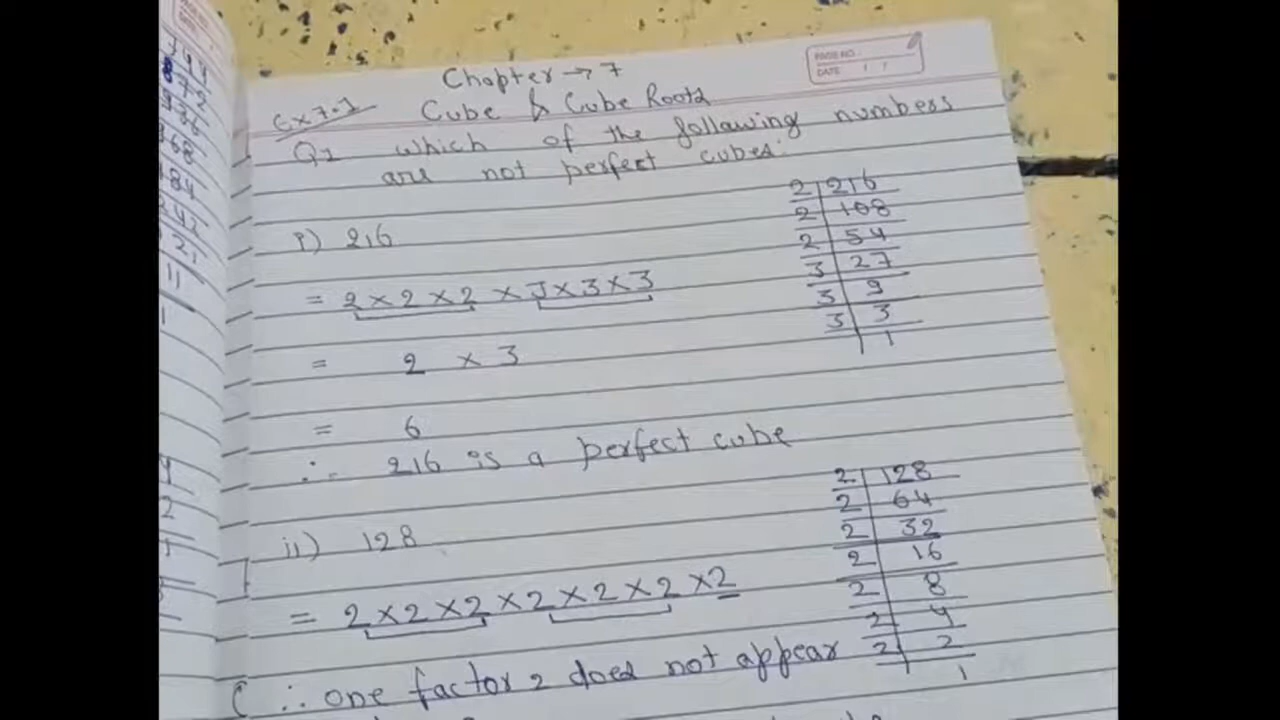 PAGE NO.:
DATE: / /
Chapter → 7
Ex 7.1
Cube & Cube Roots
Q1 which of the following numbers
are not perfect cubes:
i) 216
= 2 × 2 × 2 × 3 × 3 × 3
= 2 × 3
= 6
∴ 216 is a perfect cube
2 | 216
2 | 108
2 | 54
3 | 27
3 | 9
3 | 3
| 1
ii) 128
= 2 × 2 × 2 × 2 × 2 × 2 × 2
∴ one factor 2 does not appear
2 | 128
2 | 64
2 | 32
2 | 16
2 | 8
2 | 4
2 | 2
| 1